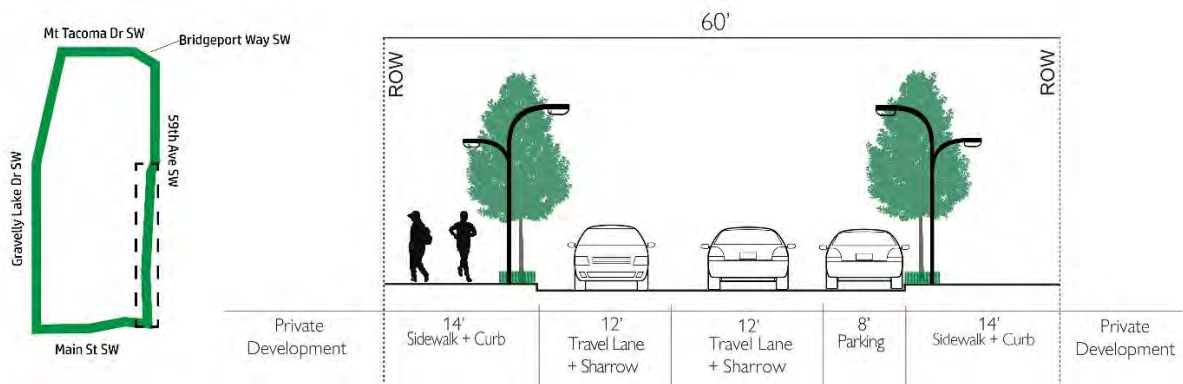 Mt Tacoma Dr SW
Bridgeport Way SW
59th Ave SW
Gravelly Lake Dr SW
Main St SW
60'
ROW
ROW
Private
Development
14'
Sidewalk + Curb
12'
Travel Lane
+ Sharrow
12'
Travel Lane
+ Sharrow
8'
Parking
14'
Sidewalk + Curb
Private
Development